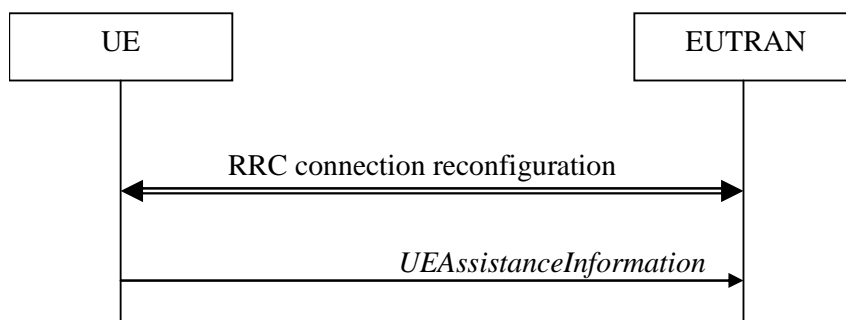 UE
EUTRAN
RRC connection reconfiguration
UEAssistanceInformation